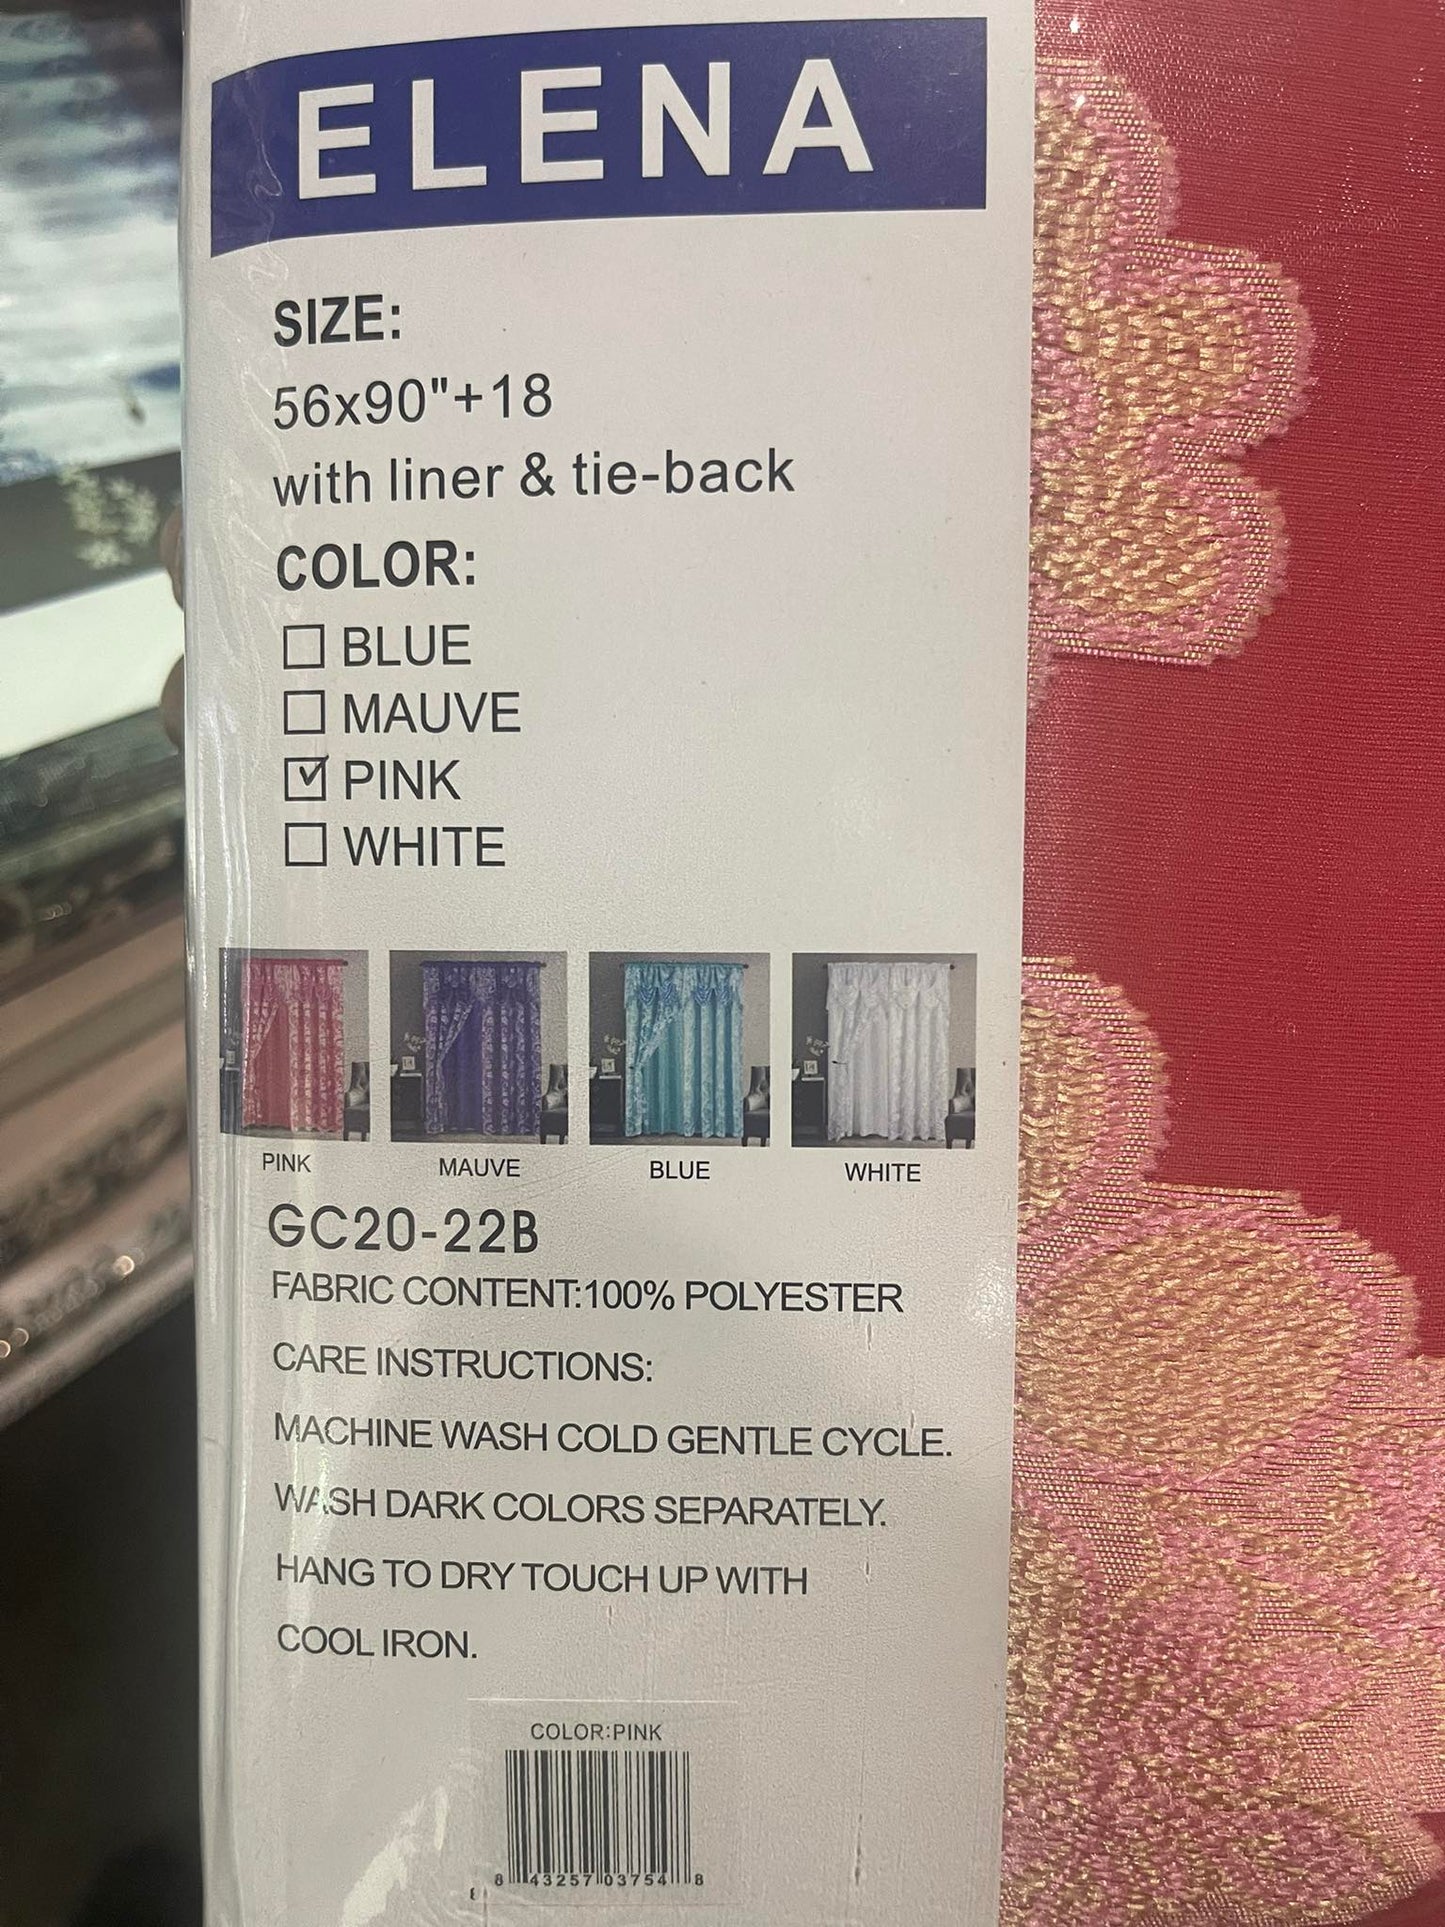 ELENA
SIZE:
56x90"+18
with liner & tie-back
COLOR:
BLUE
MAUVE
PINK
WHITE
PINK MAUVE BLUE WHITE
GC20-22B
FABRIC CONTENT:100% POLYESTER
CARE INSTRUCTIONS:
MACHINE WASH COLD GENTLE CYCLE.
WASH DARK COLORS SEPARATELY.
HANG TO DRY TOUCH UP WITH
COOL IRON.
COLOR:PINK
8 43257 03754 8
8